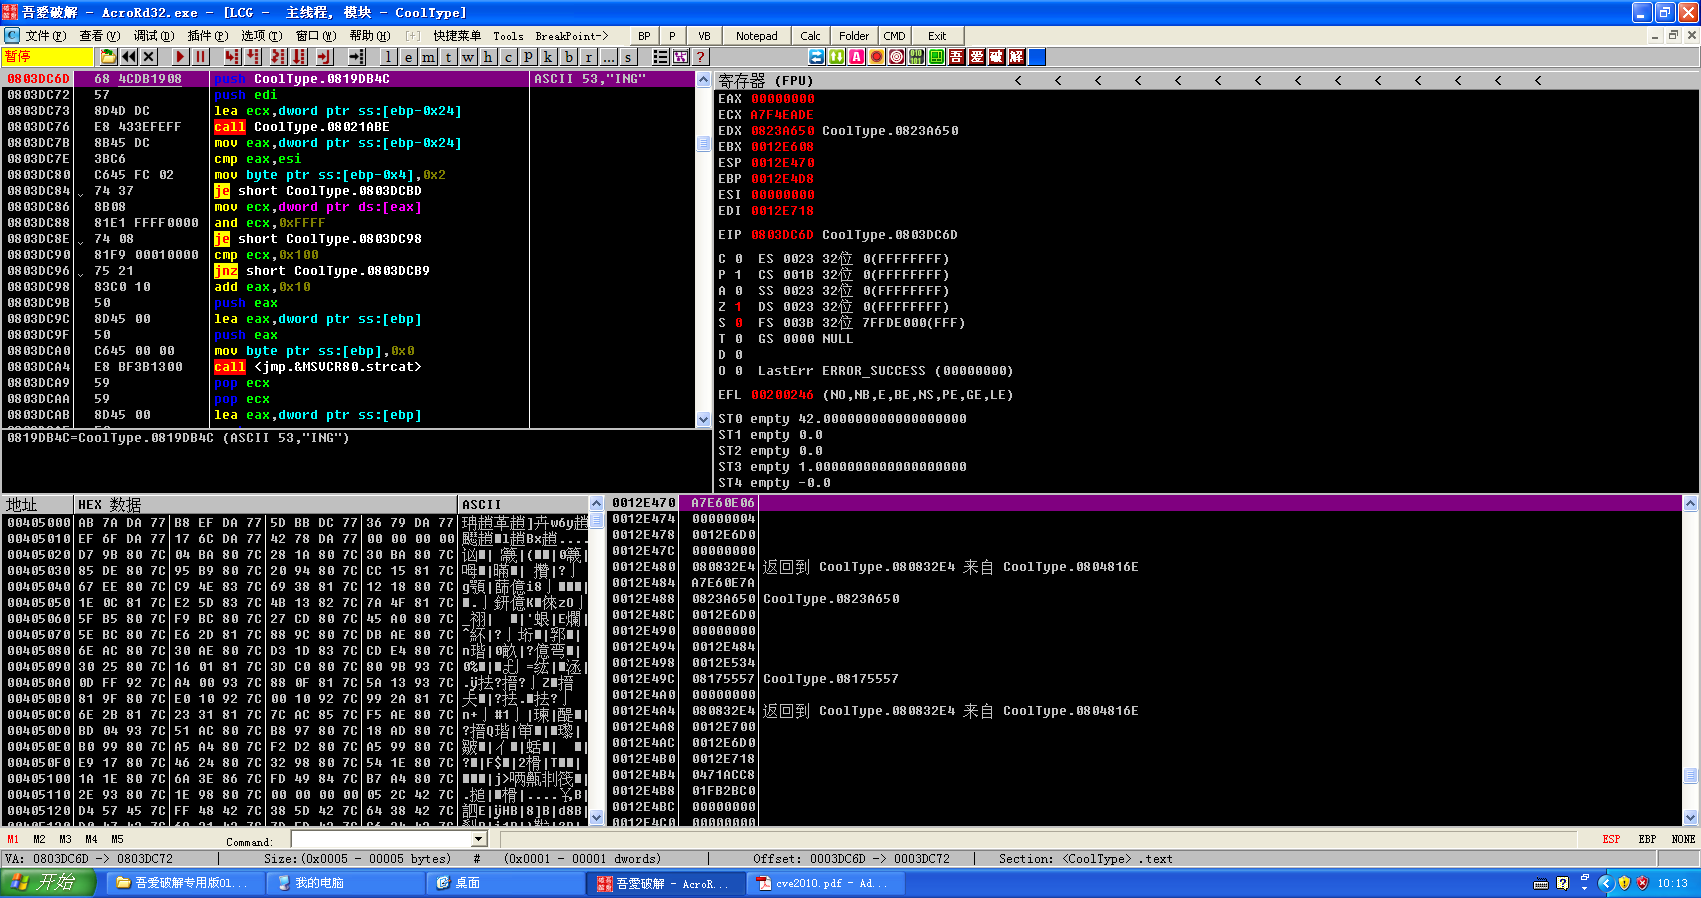 吾爱破解 - AcroRd32.exe - [LCG - 主线程, 模块 - CoolType]
文件(F) 查看(V) 调试(D) 插件(P) 选项(T) 窗口(W) 帮助(H) [+] 快捷菜单 Tools BreakPoint-> BP P VB Notepad Calc Folder CMD Exit
暂停 l e m t w h c p k b r ... s ?
0803DC6D 68 4CDB1908 push CoolType.0819DB4C ASCII 53,"ING"
0803DC72 57 push edi
0803DC73 8D4D DC lea ecx,dword ptr ss:[ebp-0x24]
0803DC76 E8 433EFEFF call CoolType.08021ABE
0803DC7B 8B45 DC mov eax,dword ptr ss:[ebp-0x24]
0803DC7E 3BC6 cmp eax,esi
0803DC80 C645 FC 02 mov byte ptr ss:[ebp-0x4],0x2
0803DC84 74 37 je short CoolType.0803DCBD
0803DC86 8B08 mov ecx,dword ptr ds:[eax]
0803DC88 81E1 FFFF0000 and ecx,0xFFFF
0803DC8E 74 08 je short CoolType.0803DC98
0803DC90 81F9 00010000 cmp ecx,0x100
0803DC96 75 21 jnz short CoolType.0803DCB9
0803DC98 83C0 10 add eax,0x10
0803DC9B 50 push eax
0803DC9C 8D45 00 lea eax,dword ptr ss:[ebp]
0803DC9F 50 push eax
0803DCA0 C645 00 00 mov byte ptr ss:[ebp],0x0
0803DCA4 E8 BF3B1300 call <jmp.&MSVCR80.strcat>
0803DCA9 59 pop ecx
0803DCAA 59 pop ecx
0803DCAB 8D45 00 lea eax,dword ptr ss:[ebp]
0819DB4C=CoolType.0819DB4C (ASCII 53,"ING")
寄存器 (FPU) < < < < < < < < < < < < < <
EAX 00000000
ECX A7F4EADE
EDX 0823A650 CoolType.0823A650
EBX 0012E608
ESP 0012E470
EBP 0012E4D8
ESI 00000000
EDI 0012E718
EIP 0803DC6D CoolType.0803DC6D
C 0 ES 0023 32位 0(FFFFFFFF)
P 1 CS 001B 32位 0(FFFFFFFF)
A 0 SS 0023 32位 0(FFFFFFFF)
Z 1 DS 0023 32位 0(FFFFFFFF)
S 0 FS 003B 32位 7FFDE000(FFF)
T 0 GS 0000 NULL
D 0
O 0 LastErr ERROR_SUCCESS (00000000)
EFL 00200246 (NO,NB,E,BE,NS,PE,GE,LE)
ST0 empty 42.000000000000000000
ST1 empty 0.0
ST2 empty 0.0
ST3 empty 1.0000000000000000000
ST4 empty -0.0
地址 HEX 数据 ASCII
00405000 AB 7A DA 77 B8 EF DA 77 5D BB DC 77 36 79 DA 77
00405010 EF 6F DA 77 17 6C DA 77 42 78 DA 77 00 00 00 00
00405020 D7 9B 80 7C 04 BA 80 7C 28 1A 80 7C 30 BA 80 7C
00405030 85 DE 80 7C 95 B9 80 7C 20 94 80 7C CC 15 81 7C
00405040 67 EE 80 7C C9 4E 83 7C 69 38 81 7C 12 18 80 7C
00405050 1E 0C 81 7C E2 5D 83 7C 4B 13 82 7C 7A 4F 81 7C
00405060 5F B5 80 7C F9 BC 80 7C 27 CD 80 7C 45 A0 80 7C
00405070 5E BC 80 7C E6 2D 81 7C 88 9C 80 7C DB AE 80 7C
00405080 6E AC 80 7C 30 AE 80 7C D3 1D 83 7C CD E4 80 7C
00405090 30 25 80 7C 16 01 81 7C 3D C0 80 7C 80 9B 93 7C
004050A0 0D FF 92 7C A4 00 93 7C 88 0F 81 7C 5A 13 93 7C
004050B0 81 9F 80 7C E0 10 92 7C 00 10 92 7C 99 2A 81 7C
004050C0 6E 2B 81 7C 23 31 81 7C 7C AC 85 7C F5 AE 80 7C
004050D0 BD 04 93 7C 51 AC 80 7C B8 97 80 7C 18 AD 80 7C
004050E0 B0 99 80 7C A5 A4 80 7C F2 D2 80 7C A5 99 80 7C
004050F0 E9 17 80 7C 46 24 80 7C 32 98 80 7C 54 1E 80 7C
00405100 1A 1E 80 7C 6A 3E 86 7C FD 49 84 7C B7 A4 80 7C
00405110 2E 93 80 7C 1E 98 80 7C 00 00 00 00 05 2C 42 7C
00405120 D4 57 45 7C FF 48 42 7C 38 5D 42 7C 64 38 42 7C
0012E470 A7E60E06
0012E474 00000004
0012E478 0012E6D0
0012E47C 00000000
0012E480 080832E4 返回到 CoolType.080832E4 来自 CoolType.0804816E
0012E484 A7E60E7A
0012E488 0823A650 CoolType.0823A650
0012E48C 0012E6D0
0012E490 00000000
0012E494 0012E484
0012E498 0012E534
0012E49C 08175557 CoolType.08175557
0012E4A0 00000000
0012E4A4 080832E4 返回到 CoolType.080832E4 来自 CoolType.0804816E
0012E4A8 0012E700
0012E4AC 0012E6D0
0012E4B0 0012E718
0012E4B4 0471ACC8
0012E4B8 01FB2BC0
0012E4BC 00000000
0012E4C0 00000000
M1 M2 M3 M4 M5 Command: ESP EBP NONE
VA: 0803DC6D -> 0803DC72 Size:(0x0005 - 00005 bytes) # (0x0001 - 00001 dwords) Offset: 0003DC6D -> 0003DC72 Section: <CoolType> .text
开始 吾爱破解专用版Ol... 我的电脑 桌面 吾爱破解 - AcroR... cve2010.pdf - Ad... 10:13